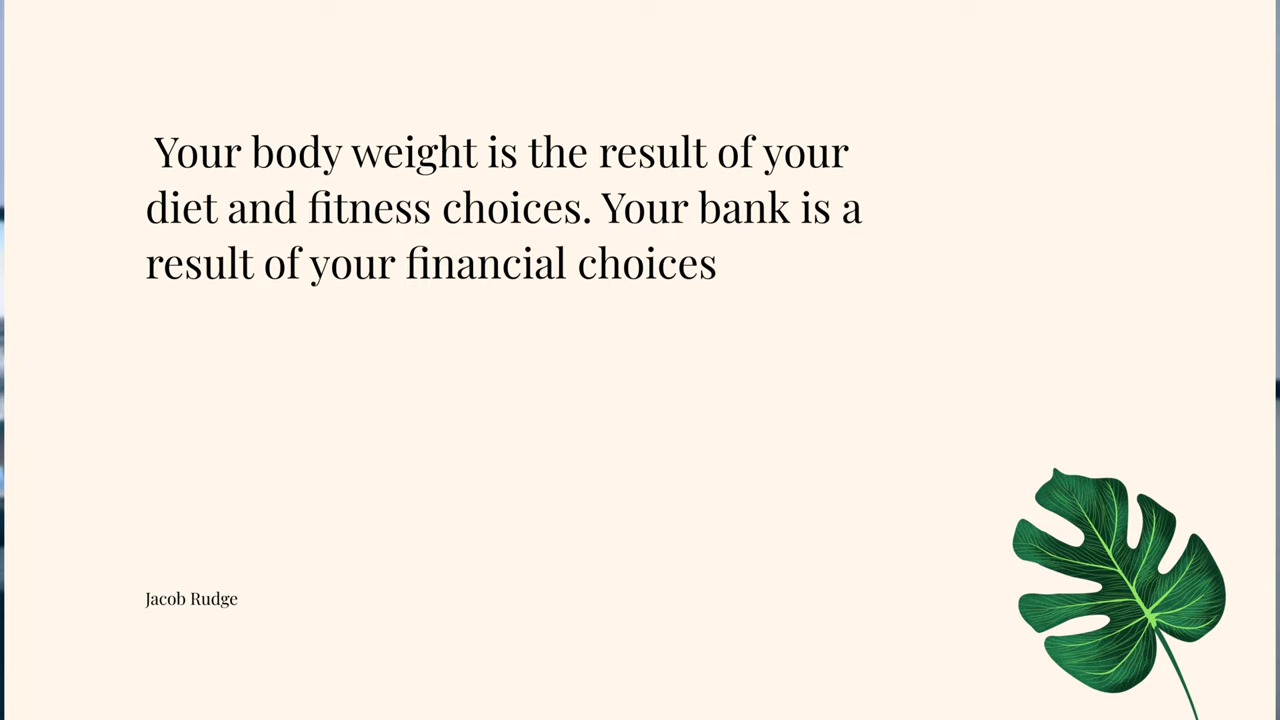 Your body weight is the result of your
diet and fitness choices. Your bank is a
result of your financial choices
Jacob Rudge